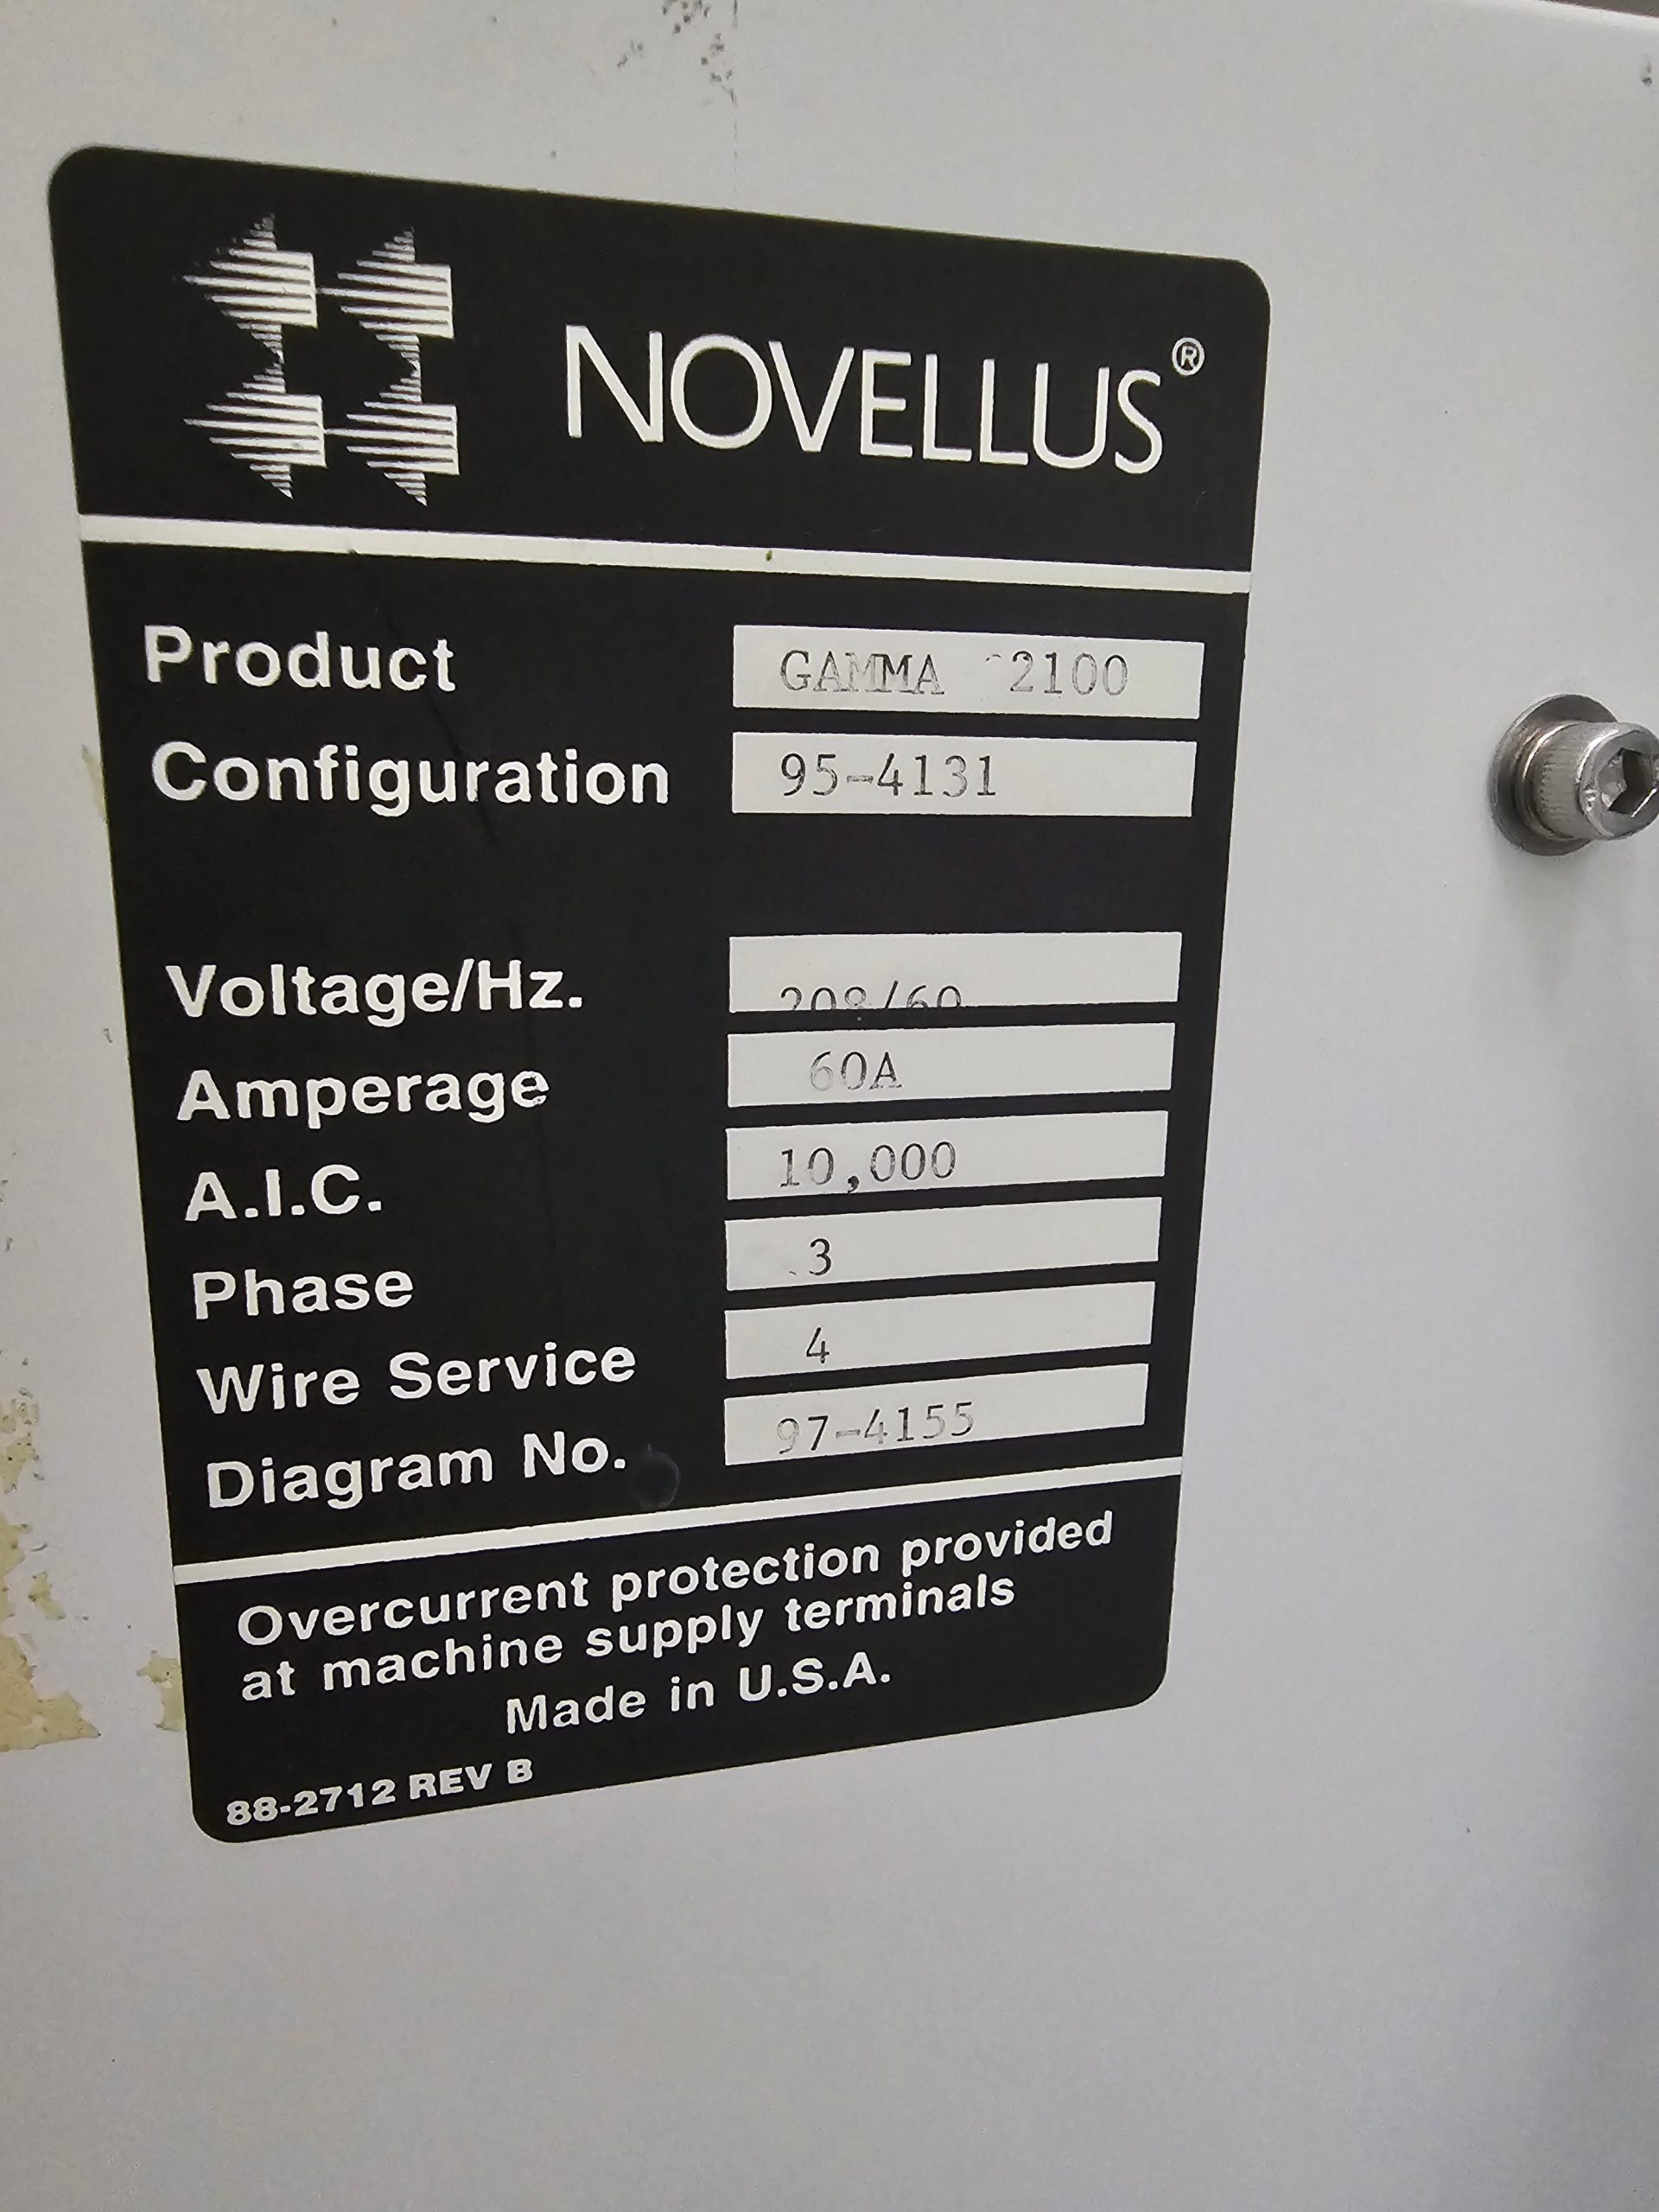 NOVELLUS®
Product GAMMA 2100
Configuration 95-4131
Voltage/Hz. 208/60
Amperage 60A
A.I.C. 10,000
Phase 3
Wire Service 4
Diagram No. 97-4155
Overcurrent protection provided
at machine supply terminals
Made in U.S.A.
88-2712 REV B